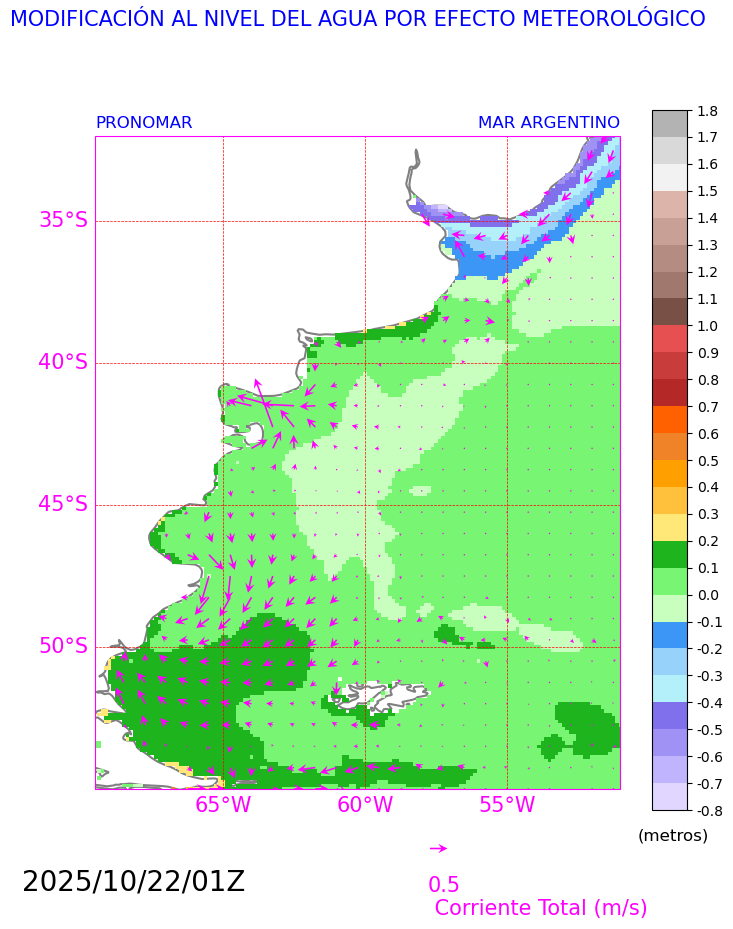 MODIFICACIÓN AL NIVEL DEL AGUA POR EFECTO METEOROLÓGICO
PRONOMAR
MAR ARGENTINO
35°S
40°S
45°S
50°S
65°W
60°W
55°W
1.8
1.7
1.6
1.5
1.4
1.3
1.2
1.1
1.0
0.9
0.8
0.7
0.6
0.5
0.4
0.3
0.2
0.1
0.0
-0.1
-0.2
-0.3
-0.4
-0.5
-0.6
-0.7
-0.8
(metros)
2025/10/22/01Z
0.5
Corriente Total (m/s)